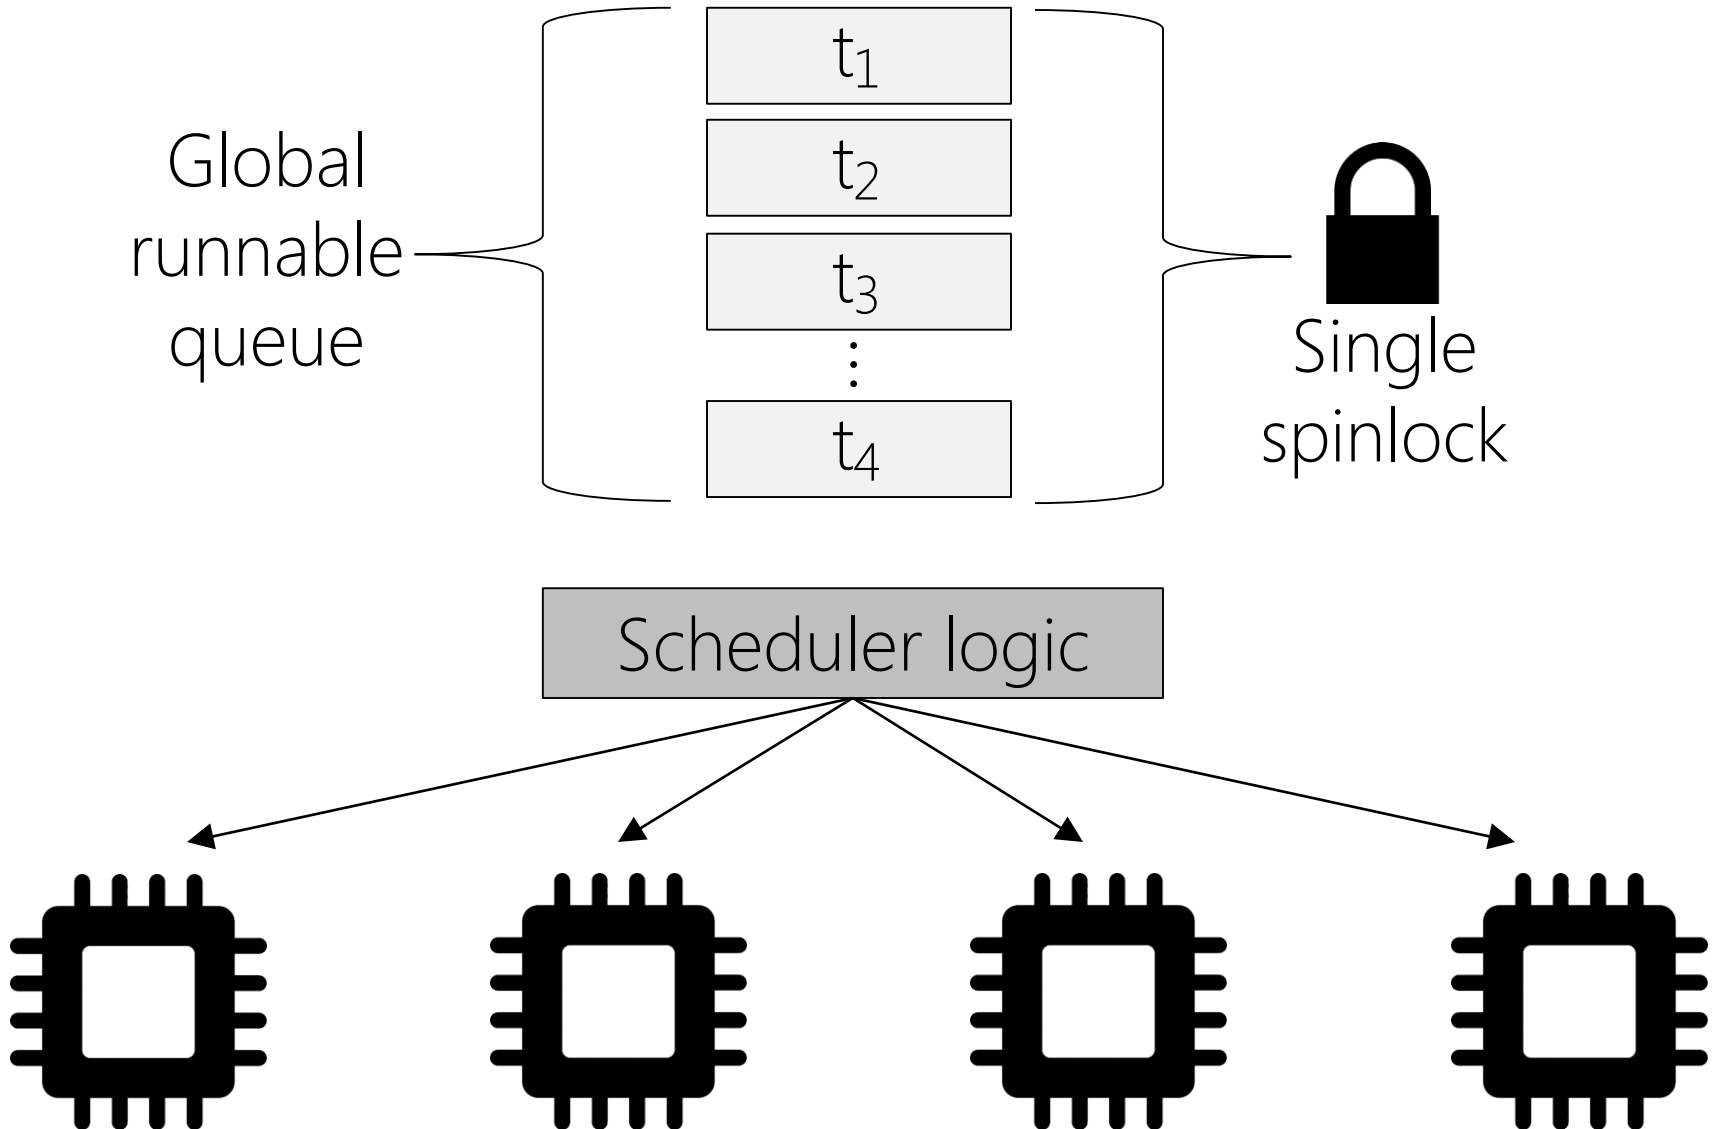 Global
runnable
queue
t1
t2
t3
⋮
t4
Single
spinlock
Scheduler logic